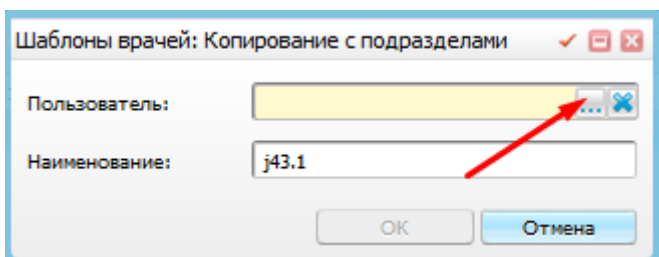 Шаблоны врачей: Копирование с подразделами
Пользователь:
...
Наименование: j43.1
OK Отмена